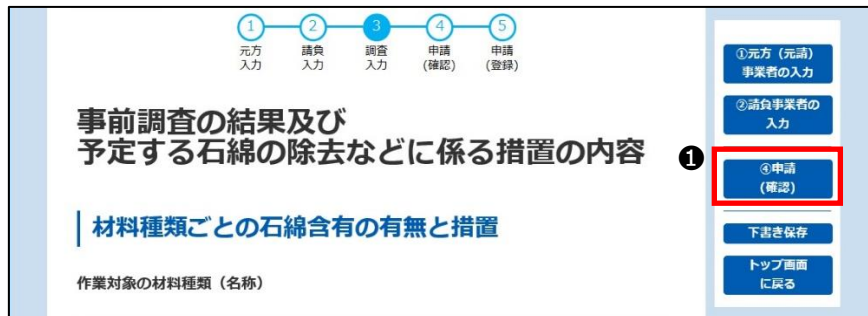 1 2 3 4 5
元方 請負 調査 申請 申請
入力 入力 入力 (確認) (登録)
事前調査の結果及び
予定する石綿の除去などに係る措置の内容
材料種類ごとの石綿含有の有無と措置
作業対象の材料種類（名称）
①元方（元請）
事業者の入力
②請負事業者の
入力
❶
④申請
(確認)
下書き保存
トップ画面
に戻る